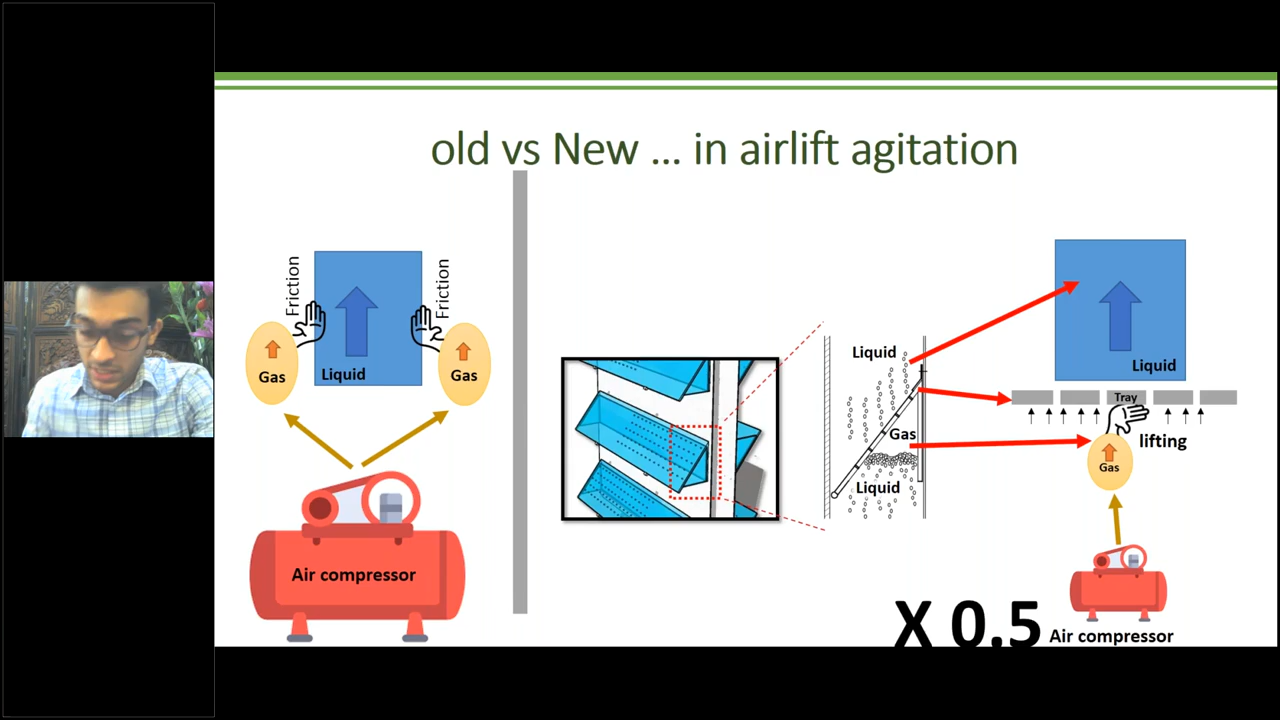 old vs New ... in airlift agitation
Friction
Friction
Gas
Liquid
Gas
Air compressor
Liquid
Gas
Liquid
Liquid
Tray
lifting
Gas
X 0.5
Air compressor